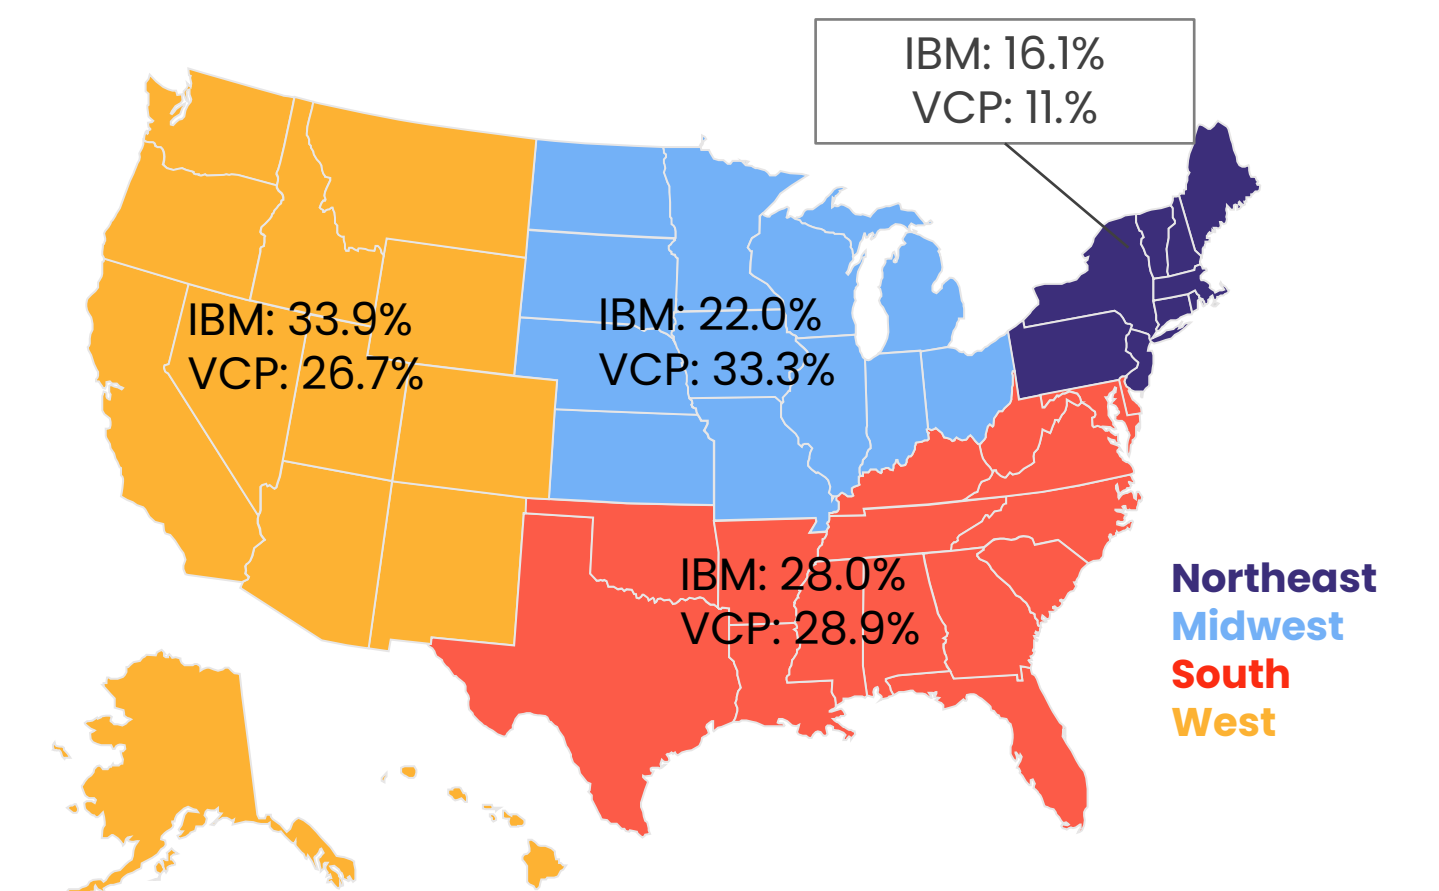 IBM: 16.1%
VCP: 11.%
IBM: 33.9%
VCP: 26.7%
IBM: 22.0%
VCP: 33.3%
IBM: 28.0%
VCP: 28.9%
Northeast
Midwest
South
West